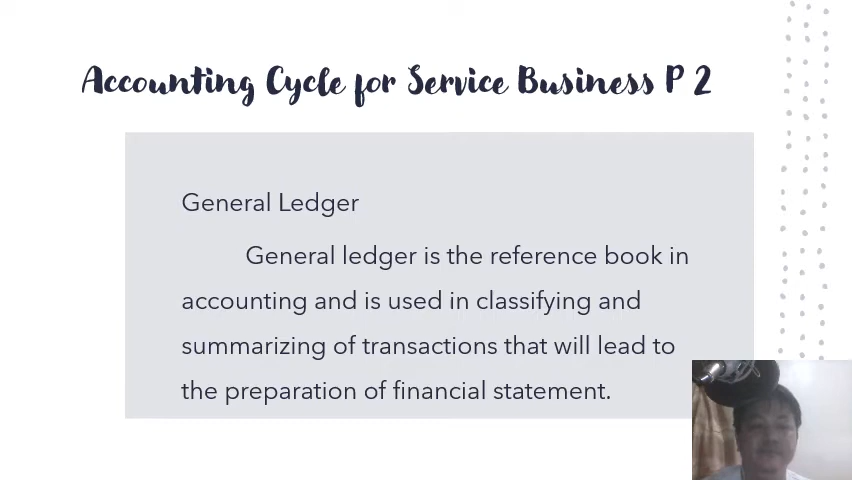 Accounting Cycle for Service Business P 2
General Ledger
General ledger is the reference book in
accounting and is used in classifying and
summarizing of transactions that will lead to
the preparation of financial statement.